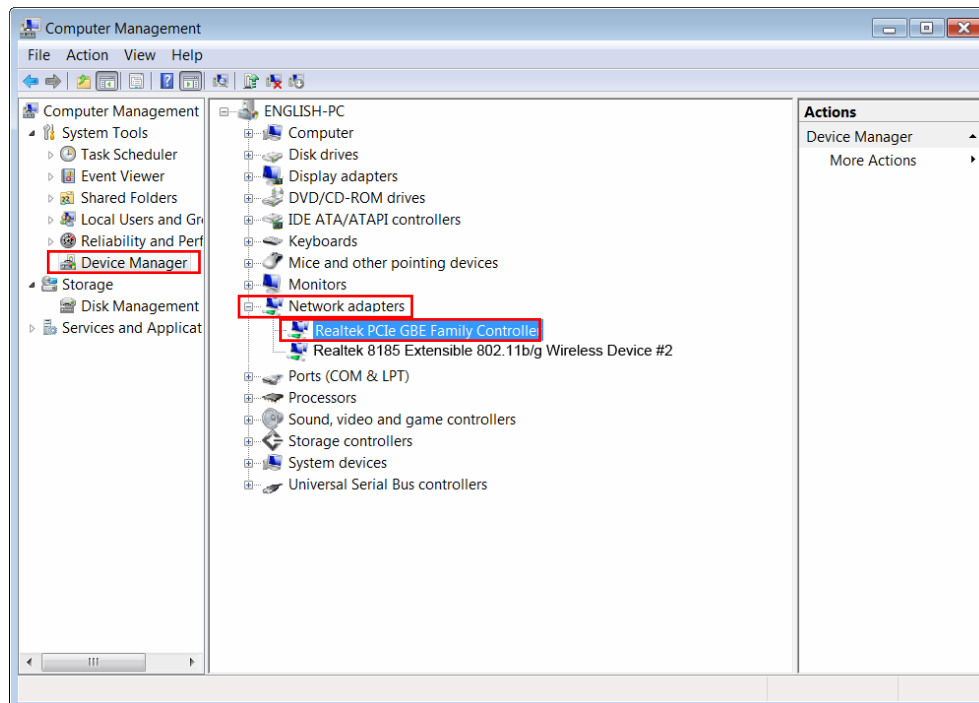 Computer Management
File Action View Help
Computer Management
System Tools
Task Scheduler
Event Viewer
Shared Folders
Local Users and Gr
Reliability and Perf
Device Manager
Storage
Disk Management
Services and Applicat
ENGLISH-PC
Computer
Disk drives
Display adapters
DVD/CD-ROM drives
IDE ATA/ATAPI controllers
Keyboards
Mice and other pointing devices
Monitors
Network adapters
Realtek PCIe GBE Family Controlle
Realtek 8185 Extensible 802.11b/g Wireless Device #2
Ports (COM & LPT)
Processors
Sound, video and game controllers
Storage controllers
System devices
Universal Serial Bus controllers
Actions
Device Manager
More Actions